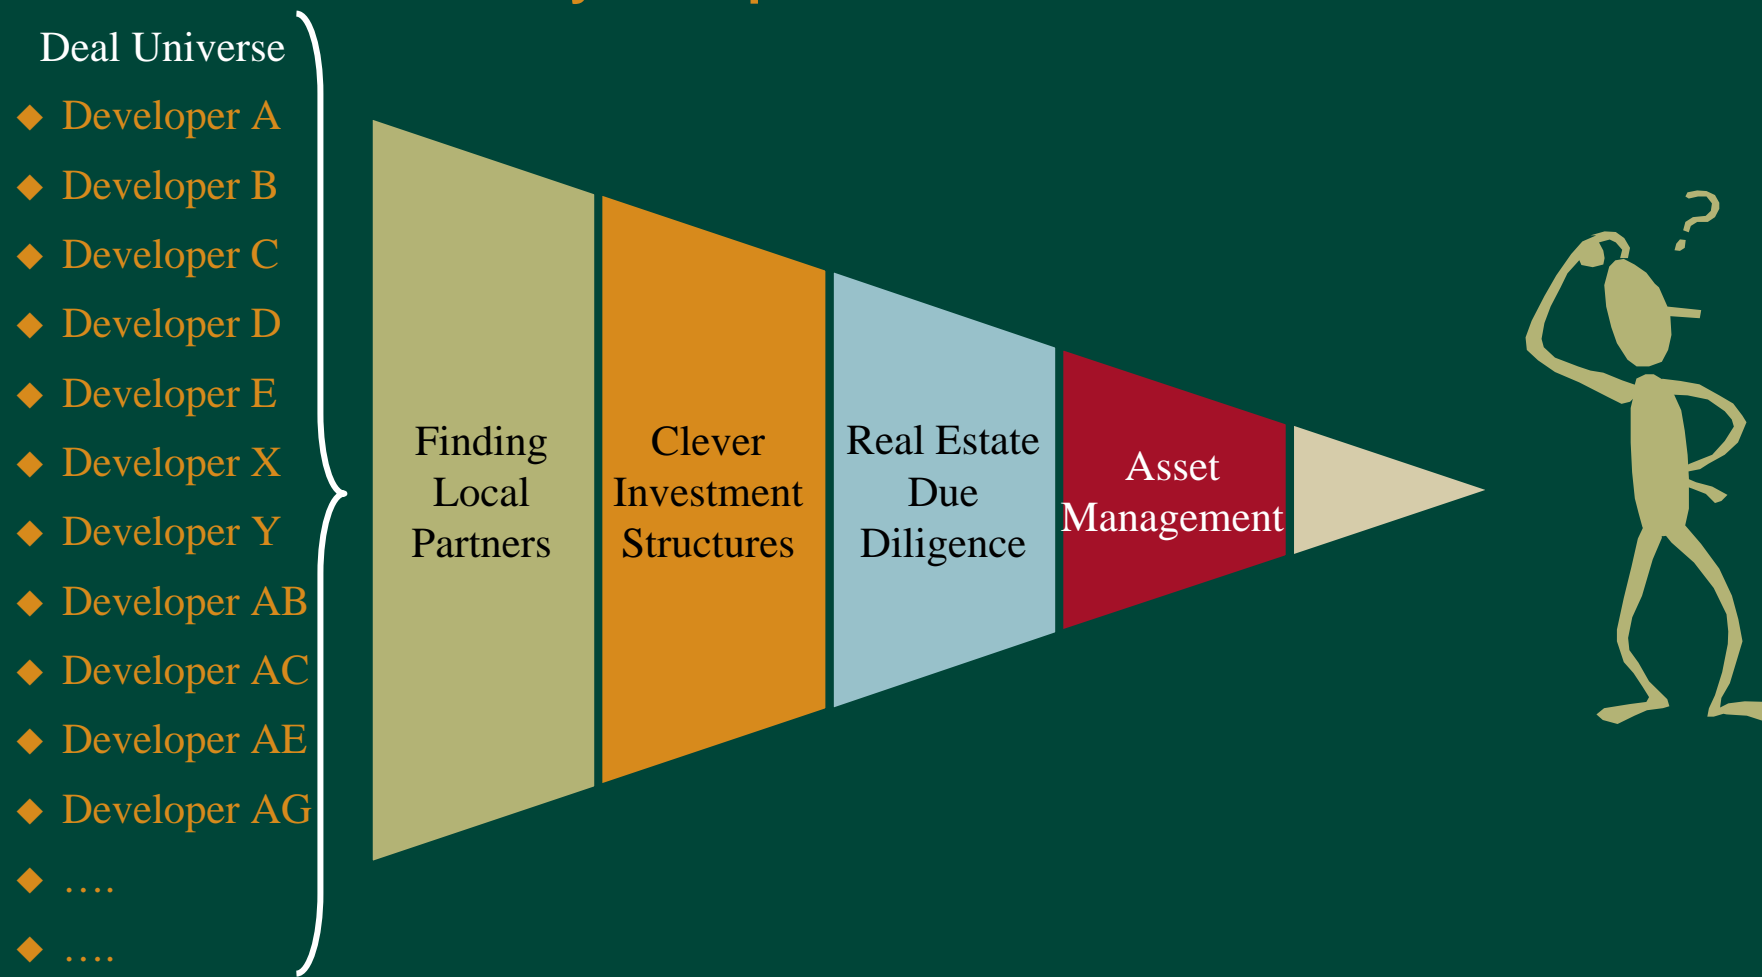 Deal Universe
◆ Developer A
◆ Developer B
◆ Developer C
◆ Developer D
◆ Developer E
◆ Developer X
◆ Developer Y
◆ Developer AB
◆ Developer AC
◆ Developer AE
◆ Developer AG
◆ ….
◆ ….
Finding
Local
Partners
Clever
Investment
Structures
Real Estate
Due
Diligence
Asset
Management
?